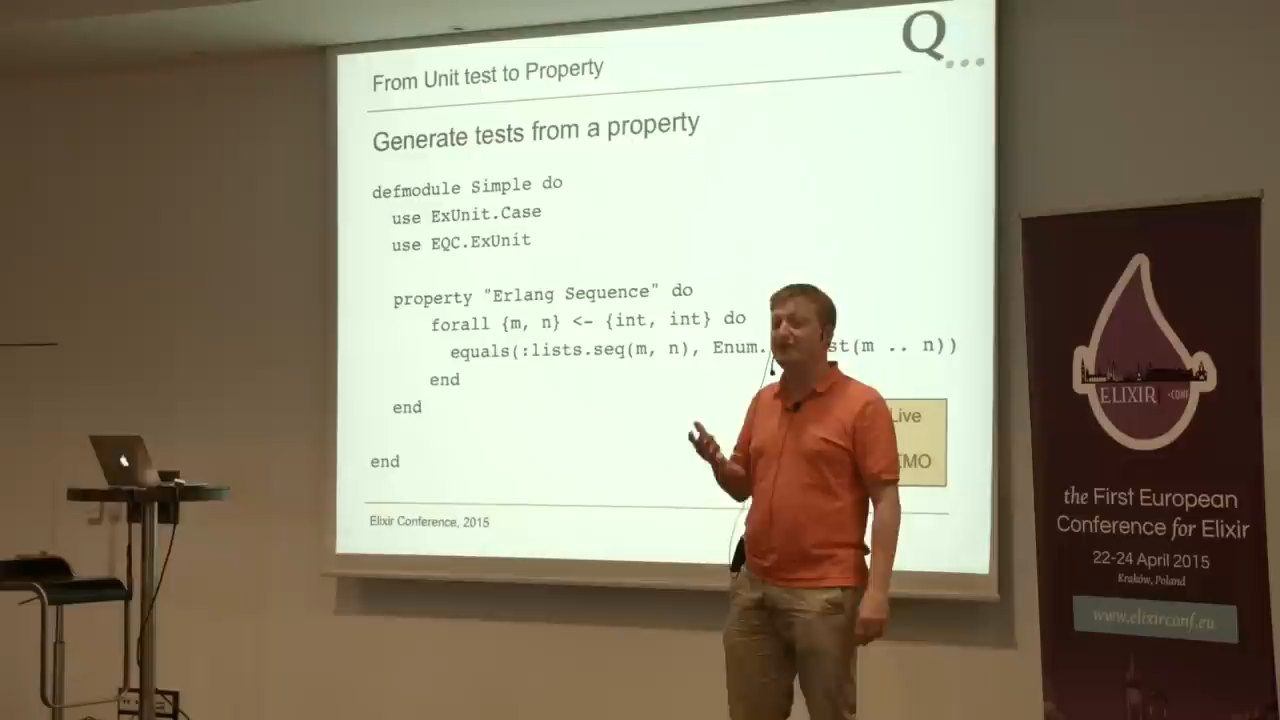 Q...
From Unit test to Property
Generate tests from a property
defmodule Simple do
use ExUnit.Case
use EQC.ExUnit
property "Erlang Sequence" do
forall {m, n} <- {int, int} do
equals(:lists.seq(m, n), Enum. st(m .. n))
end
end
end
Live
EMO
Elixir Conference, 2015
ELIXIR -CONF
the First European
Conference for Elixir
22-24 April 2015
Kraków, Poland
www.elixirconf.eu